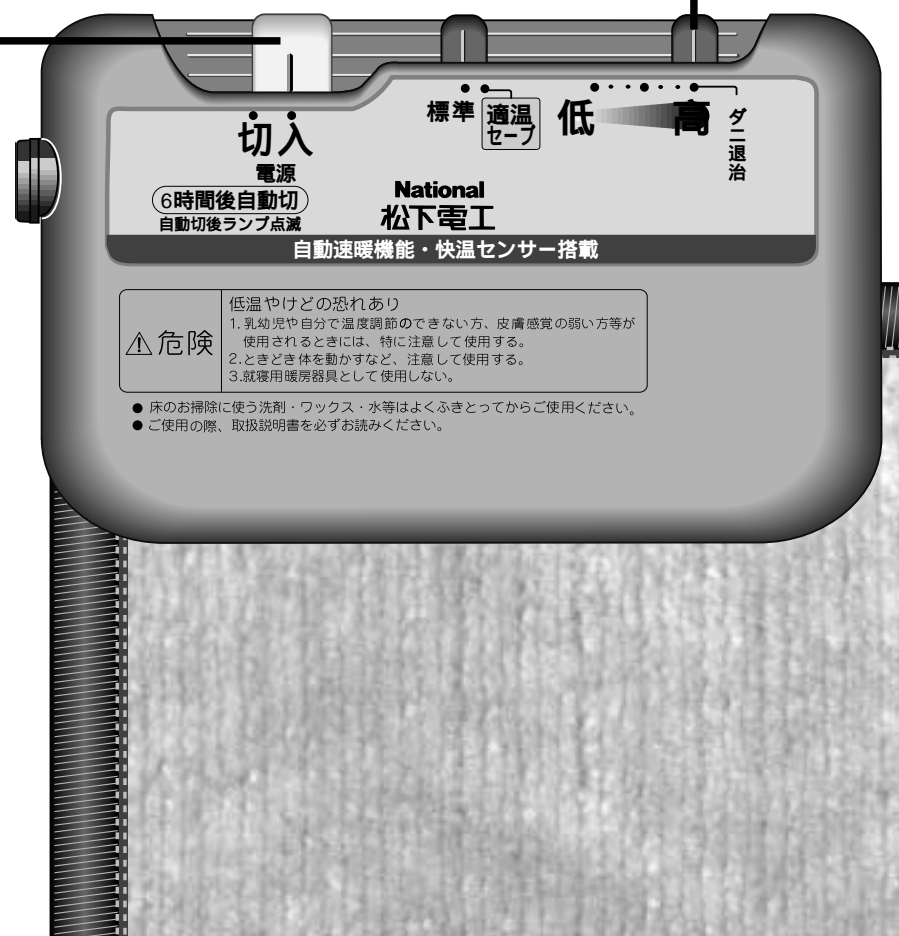 標準
適温
セーブ
低
高
ダニ退治
切 入
電源
6時間後自動切
自動切後ランプ点滅
National
松下電工
自動速暖機能・快温センサー搭載
危険
低温やけどの恐れあり
1.乳幼児や自分で温度調節のできない方、皮膚感覚の弱い方等が
使用されるときには、特に注意して使用する。
2.ときどき体を動かすなど、注意して使用する。
3.就寝用暖房器具として使用しない。
● 床のお掃除に使う洗剤・ワックス・水等はよくふきとってからご使用ください。
● ご使用の際、取扱説明書を必ずお読みください。